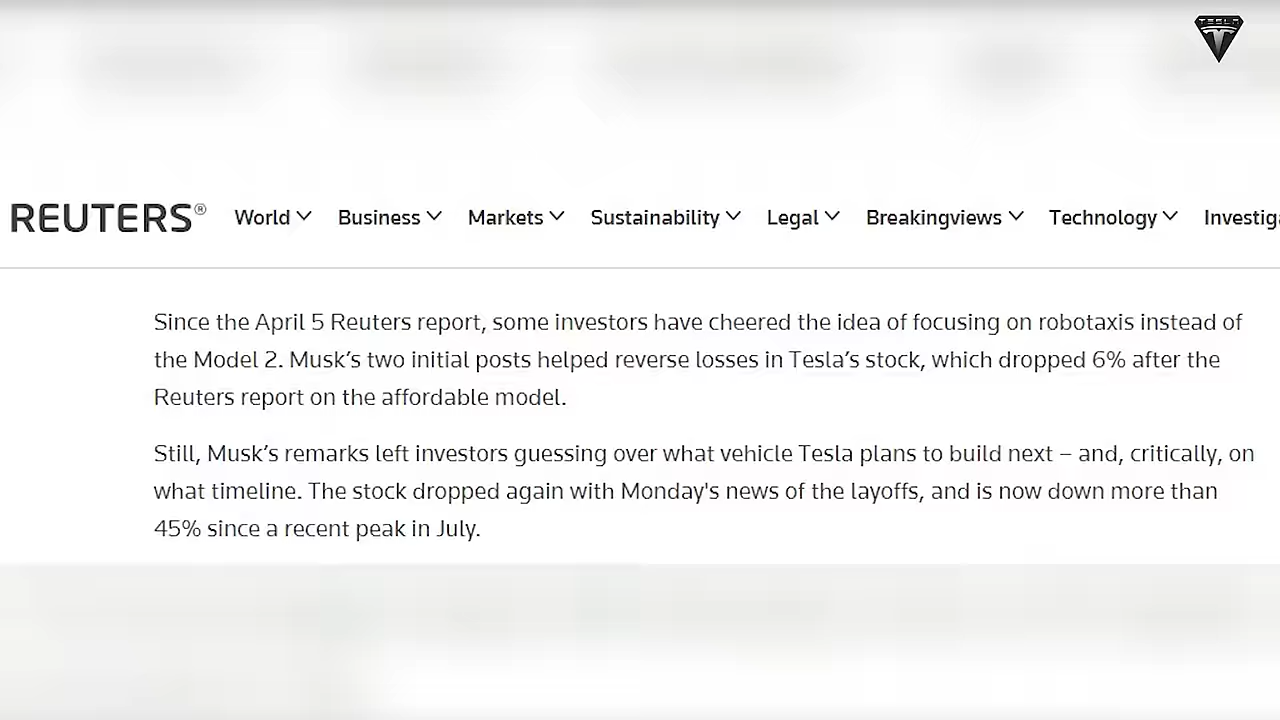 TESLA
REUTERS®
World
Business
Markets
Sustainability
Legal
Breakingviews
Technology
Investiga
Since the April 5 Reuters report, some investors have cheered the idea of focusing on robotaxis instead of
the Model 2. Musk’s two initial posts helped reverse losses in Tesla’s stock, which dropped 6% after the
Reuters report on the affordable model.
Still, Musk’s remarks left investors guessing over what vehicle Tesla plans to build next – and, critically, on
what timeline. The stock dropped again with Monday's news of the layoffs, and is now down more than
45% since a recent peak in July.